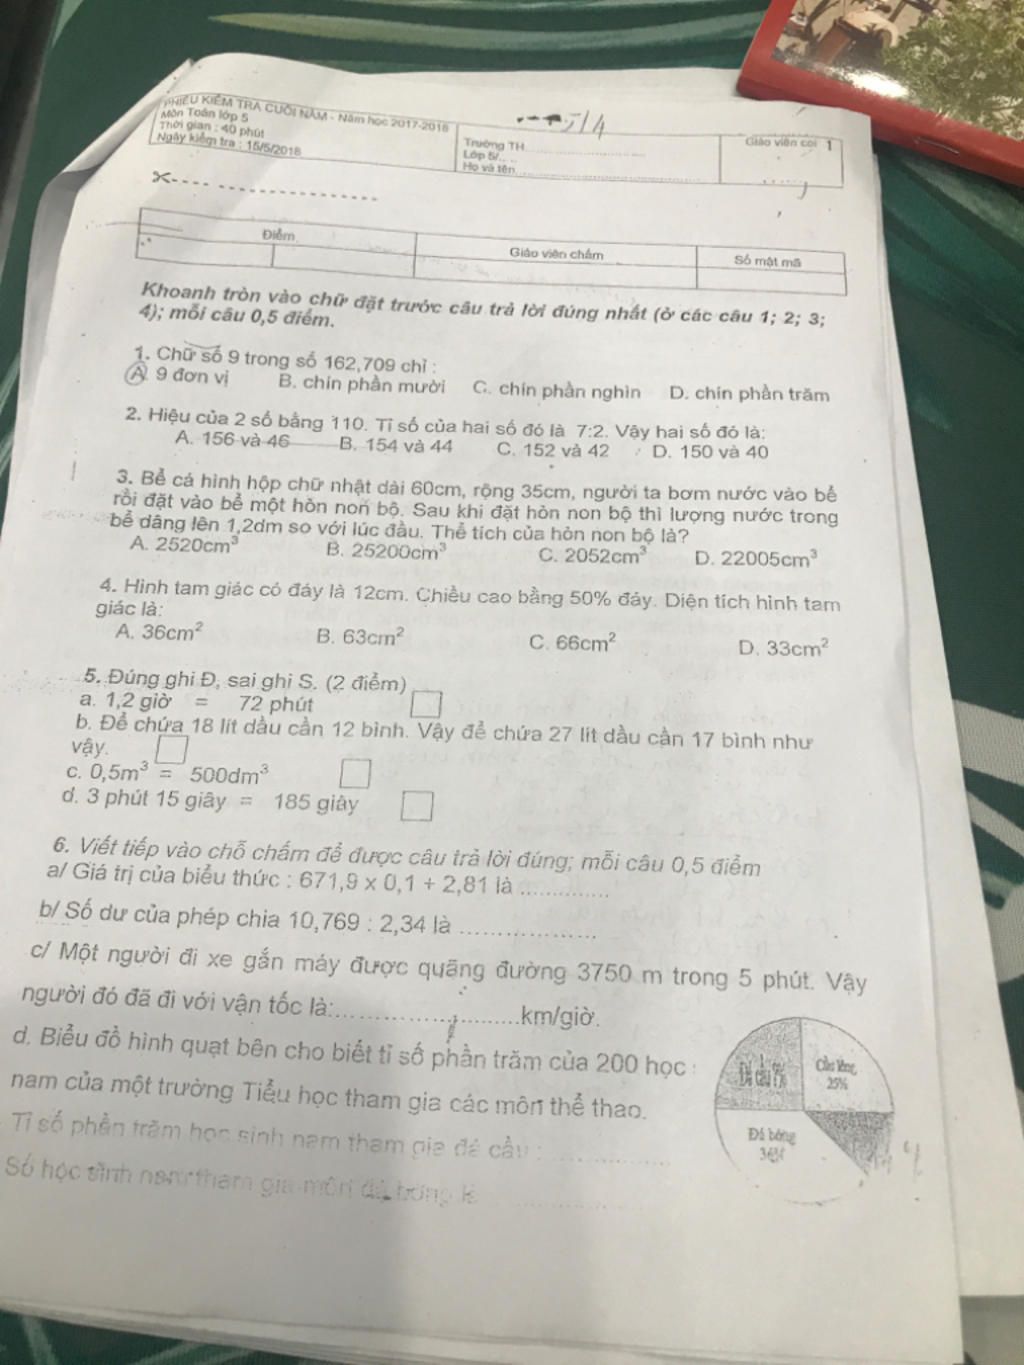 PHIẾU KIỂM TRA CUỐI NĂM - Năm học 2017-2018
Môn Toán lớp 5
Thời gian : 40 phút
Ngày kiểm tra : 15/5/2018
Trường TH
Lớp 5/
Họ và tên
Giáo viên coi 1
Điểm
Giáo viên chấm
Số mật mã
Khoanh tròn vào chữ đặt trước câu trả lời đúng nhất (ở các câu 1; 2; 3;
4); mỗi câu 0,5 điểm.
1. Chữ số 9 trong số 162,709 chỉ :
A. 9 đơn vị B. chín phần mười C. chín phần nghìn D. chín phần trăm
2. Hiệu của 2 số bằng 110. Tỉ số của hai số đó là 7:2. Vậy hai số đó là:
A. 156 và 46 B. 154 và 44 C. 152 và 42 D. 150 và 40
3. Bể cá hình hộp chữ nhật dài 60cm, rộng 35cm, người ta bơm nước vào bể
rồi đặt vào bể một hòn non bộ. Sau khi đặt hòn non bộ thì lượng nước trong
bể dâng lên 1,2dm so với lúc đầu. Thể tích của hòn non bộ là?
A. 2520cm³ B. 25200cm³ C. 2052cm³ D. 22005cm³
4. Hình tam giác có đáy là 12cm. Chiều cao bằng 50% đáy. Diện tích hình tam
giác là:
A. 36cm² B. 63cm² C. 66cm² D. 33cm²
5. Đúng ghi Đ, sai ghi S. (2 điểm)
a. 1,2 giờ = 72 phút
b. Để chứa 18 lít dầu cần 12 bình. Vậy để chứa 27 lít dầu cần 17 bình như
vậy.
c. 0,5m³ = 500dm³
d. 3 phút 15 giây = 185 giây
6. Viết tiếp vào chỗ chấm để được câu trả lời đúng; mỗi câu 0,5 điểm
a/ Giá trị của biểu thức : 671,9 x 0,1 + 2,81 là ............
b/ Số dư của phép chia 10,769 : 2,34 là ..................
c/ Một người đi xe gắn máy được quãng đường 3750 m trong 5 phút. Vậy
người đó đã đi với vận tốc là:........................km/giờ.
d. Biểu đồ hình quạt bên cho biết tỉ số phần trăm của 200 học
nam của một trường Tiểu học tham gia các môn thể thao.
Tỉ số phần trăm học sinh nam tham gia đá cầu : ..............
Số học sinh nam tham gia môn đá bóng là ..............
Đá cầu
Cầu lông
25%
Đá bóng